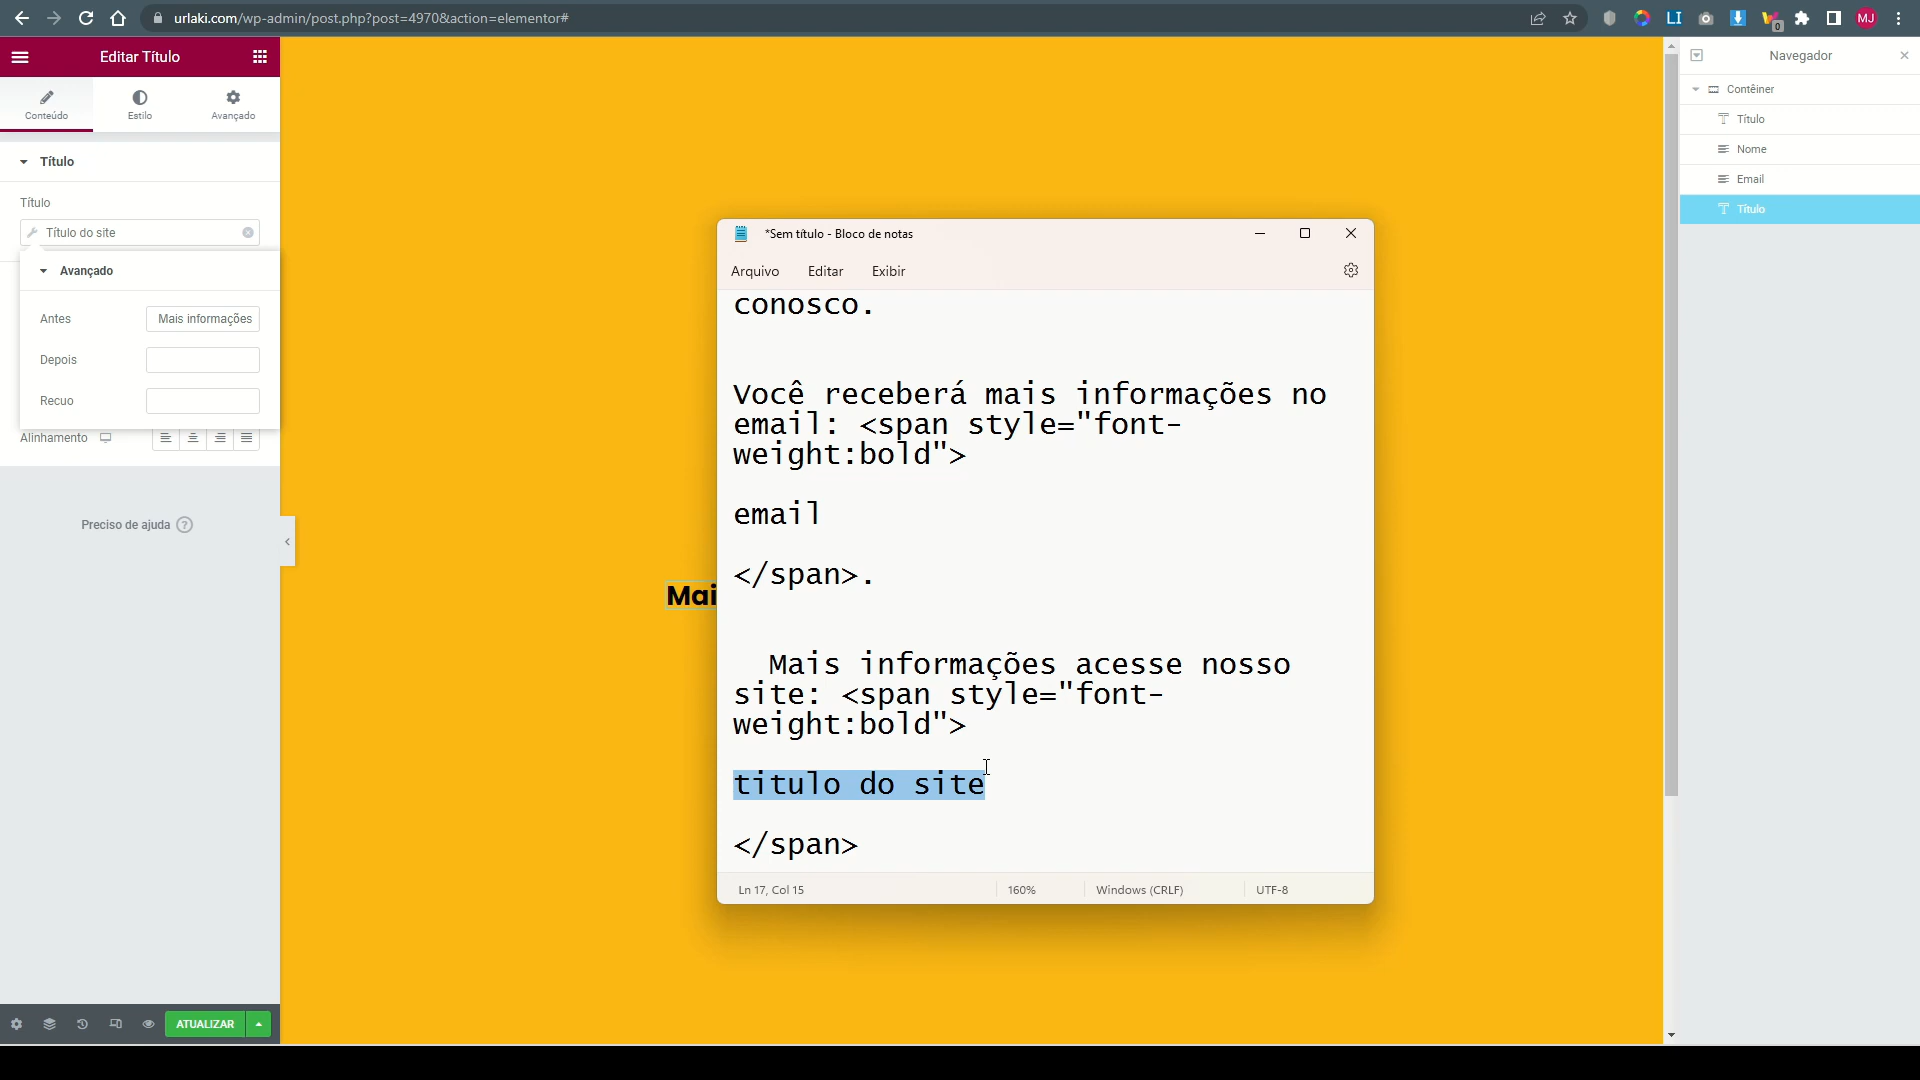 urlaki.com/wp-admin/post.php?post=4970&action=elementor#
LI
0
MJ
Editar Título
Conteúdo
Estilo
Avançado
Título
Título
Título do site
Avançado
Antes
Mais informações
Depois
Recuo
Alinhamento
Preciso de ajuda ?
ATUALIZAR
Mai
*Sem título - Bloco de notas
Arquivo
Editar
Exibir
conosco.
Você receberá mais informações no
email: <span style="font-
weight:bold">
email
</span>.
Mais informações acesse nosso
site: <span style="font-
weight:bold">
titulo do site
</span>
Ln 17, Col 15
160%
Windows (CRLF)
UTF-8
Navegador
Contêiner
Título
Nome
Email
Título